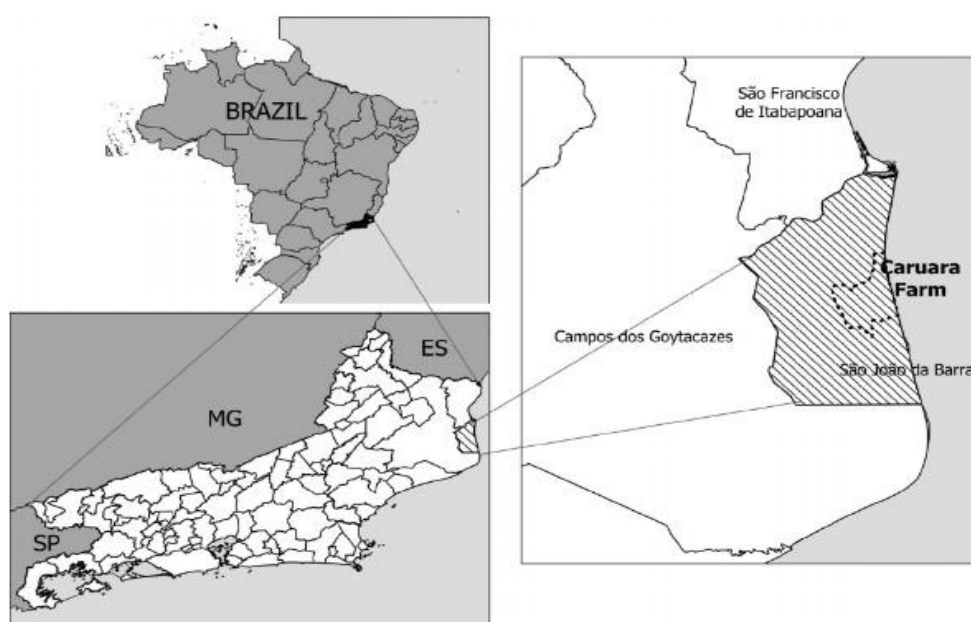 BRAZIL
ES
MG
SP
São Francisco
de Itabapoana
Caruara
Farm
Campos dos Goytacazes
São João da Barra